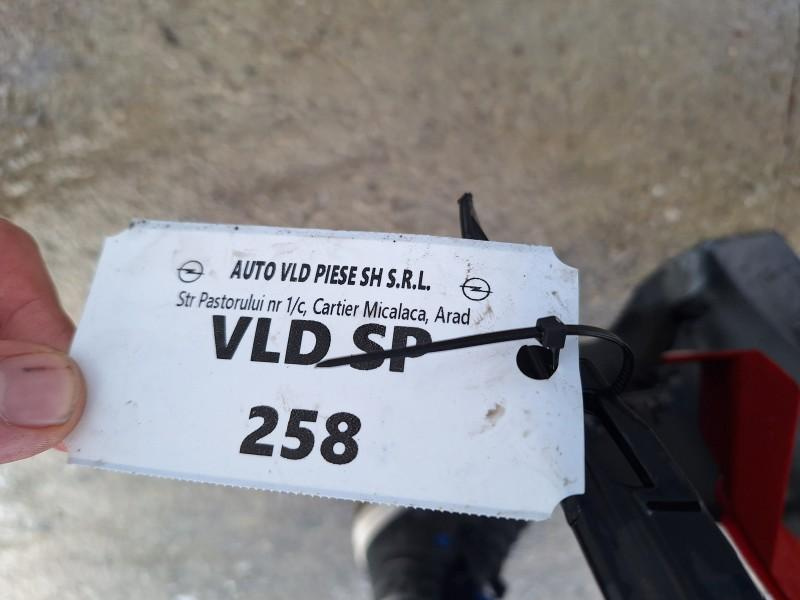 AUTO VLD PIESE SH S.R.L.
Str Pastorului nr 1/c, Cartier Micalaca, Arad
VLD SP
258